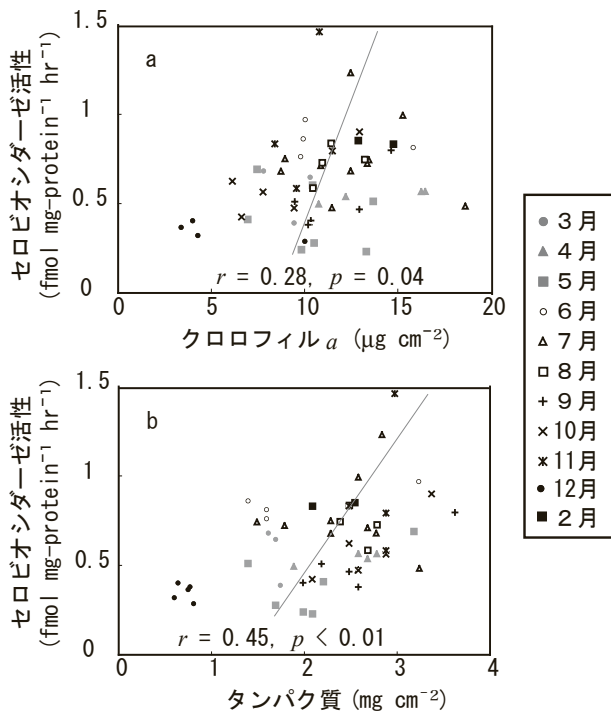 a
セロビオシダーゼ活性
(fmol mg-protein⁻¹ hr⁻¹)
1.5
1
0.5
0
r = 0.28, p = 0.04
0
5
10
15
20
クロロフィル a (μg cm⁻²)
b
セロビオシダーゼ活性
(fmol mg-protein⁻¹ hr⁻¹)
1.5
1
0.5
0
r = 0.45, p < 0.01
0
1
2
3
4
タンパク質 (mg cm⁻²)
3月
4月
5月
6月
7月
8月
9月
10月
11月
12月
2月